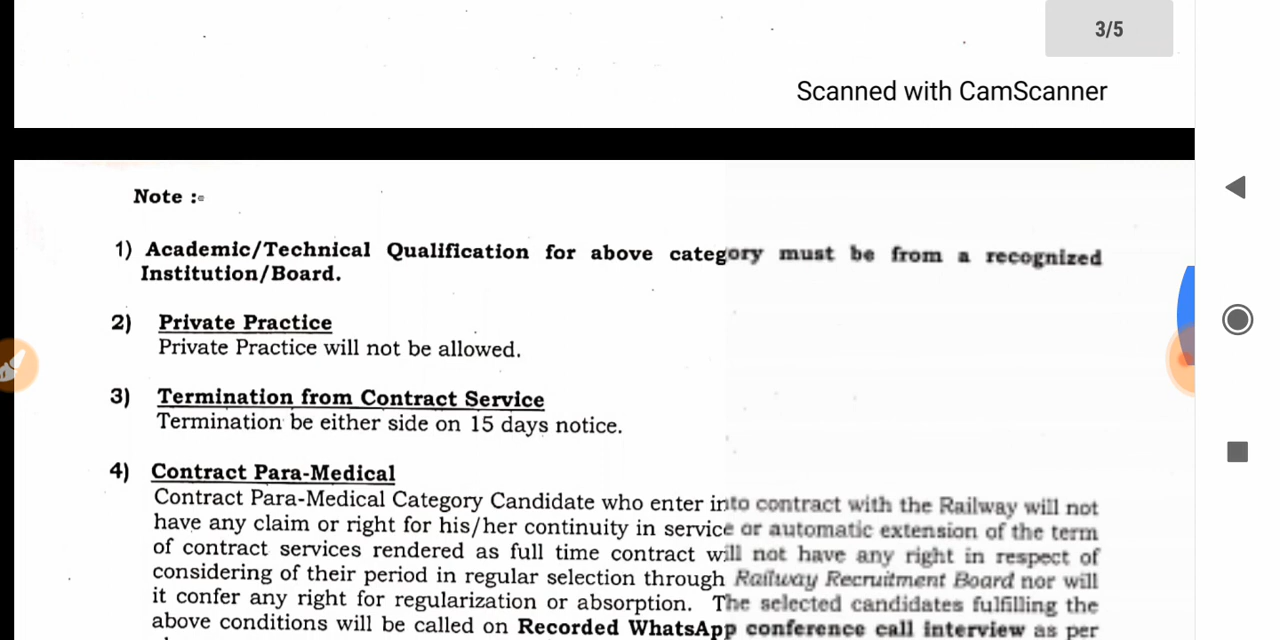 3/5
Scanned with CamScanner
Note :-
1) Academic/Technical Qualification for above category must be from a recognized
Institution/Board.
2) Private Practice
Private Practice will not be allowed.
3) Termination from Contract Service
Termination be either side on 15 days notice.
4) Contract Para-Medical
Contract Para-Medical Category Candidate who enter into contract with the Railway will not
have any claim or right for his/her continuity in service or automatic extension of the term
of contract services rendered as full time contract will not have any right in respect of
considering of their period in regular selection through Railway Recruitment Board nor will
it confer any right for regularization or absorption. The selected candidates fulfilling the
above conditions will be called on Recorded WhatsApp conference call interview as per